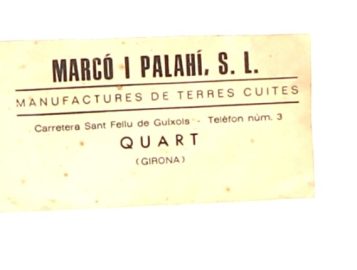 MARCÓ I PALAHÍ, S. L.
MANUFACTURES DE TERRES CUITES
Carretera Sant Feliu de Guíxols - Telèfon núm. 3
QUART
(GIRONA)